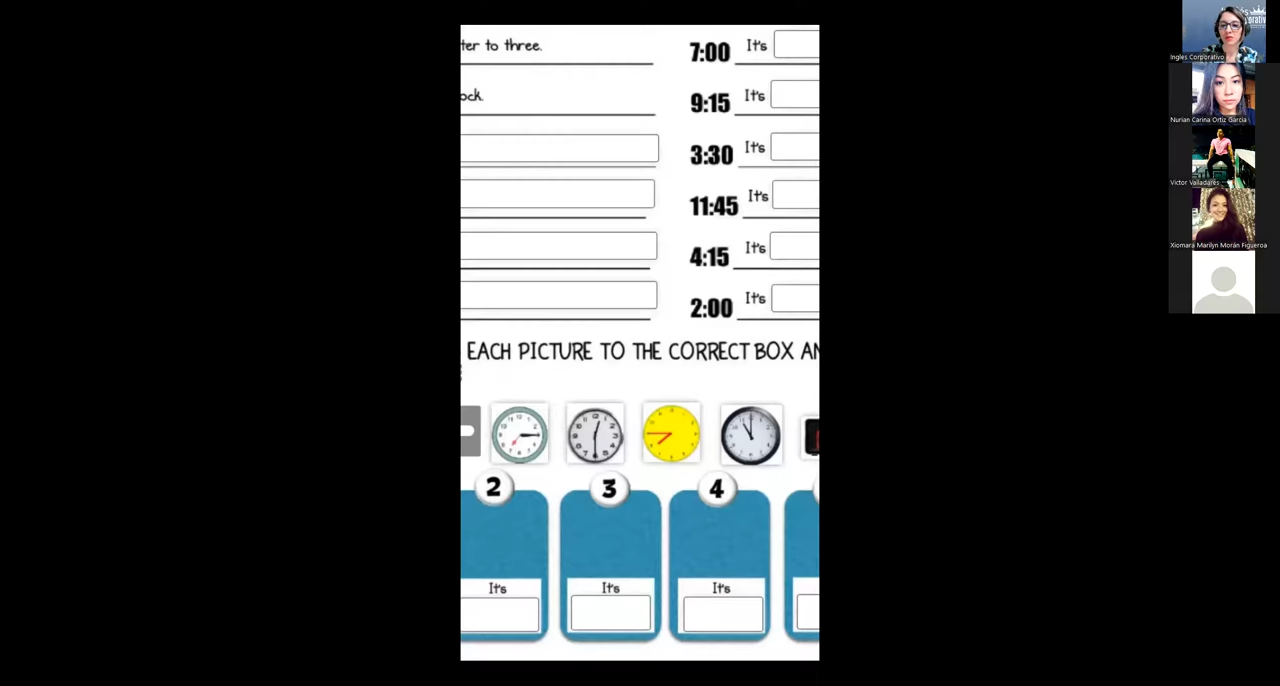 ter to three.
7:00 It's
ock.
9:15 It's
3:30 It's
11:45 It's
4:15 It's
2:00 It's
EACH PICTURE TO THE CORRECT BOX AN
2
3
4
It's
It's
It's
Ingles Corporativo
Nurian Carina Ortiz Garcia
Victor Valladares
Xiomara Marilyn Morán Figueroa